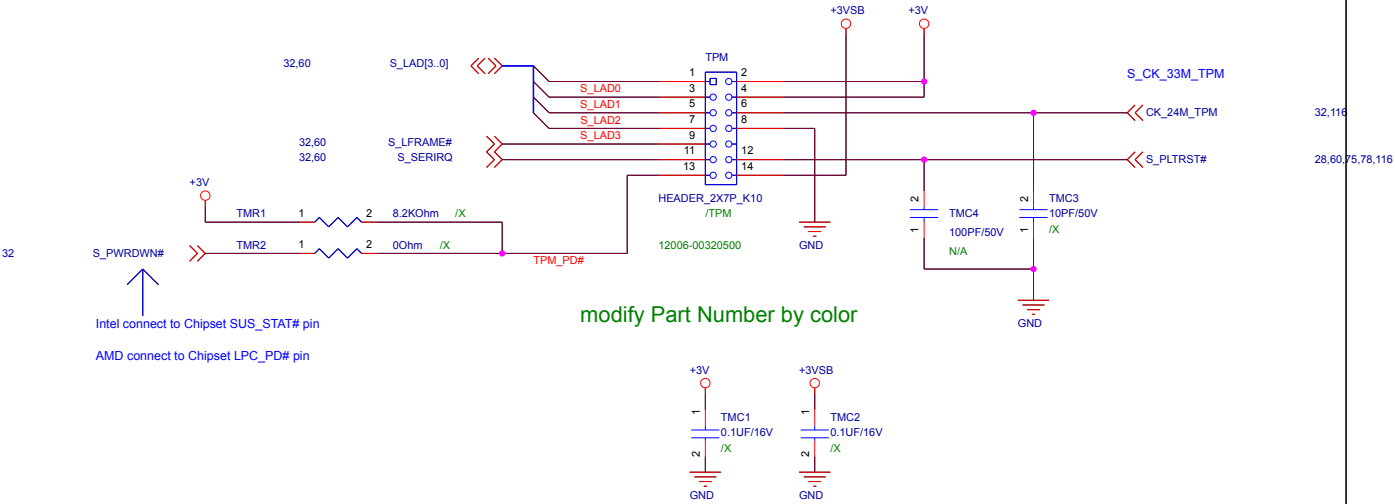 +3VSB +3V
TPM
32,60 S_LAD[3..0]
1 2
S_CK_33M_TPM
S_LAD0 3 4
S_LAD1 5 6 CK_24M_TPM 32,116
S_LAD2 7 8
32,60 S_LFRAME# S_LAD3 9
32,60 S_SERIRQ 11 12 S_PLTRST# 28,60,75,78,116
13 14
+3V
HEADER_2X7P_K10
/TPM
12006-00320500
GND
TMR1 1 2 8.2KOhm /X
32 S_PWRDWN# TMR2 1 2 0Ohm /X
TPM_PD#
2 1 TMC4
100PF/50V
N/A
2 1 TMC3
10PF/50V
/X
GND
Intel connect to Chipset SUS_STAT# pin
AMD connect to Chipset LPC_PD# pin
modify Part Number by color
+3V
1 2 TMC1
0.1UF/16V
/X
GND
+3VSB
1 2 TMC2
0.1UF/16V
/X
GND